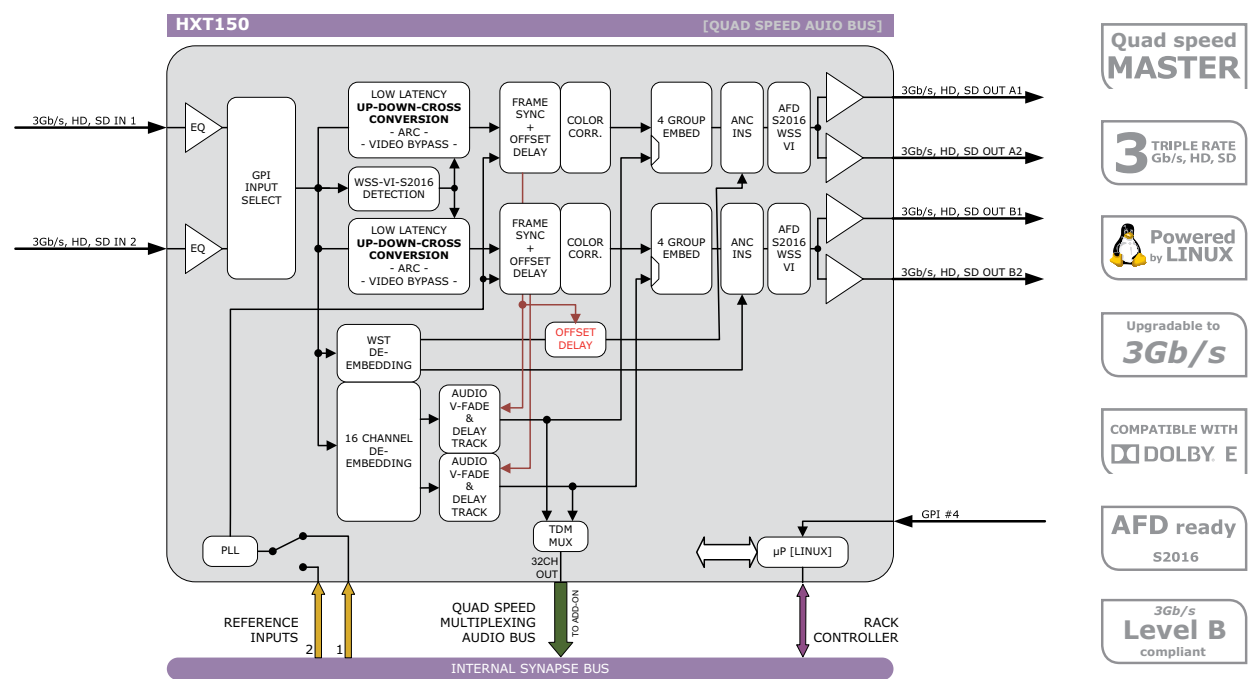 HXT150
[QUAD SPEED AUIO BUS]
3Gb/s, HD, SD IN 1
EQ
3Gb/s, HD, SD IN 2
EQ
GPI
INPUT
SELECT
LOW LATENCY
UP-DOWN-CROSS
CONVERSION
- ARC -
- VIDEO BYPASS -
WSS-VI-S2016
DETECTION
LOW LATENCY
UP-DOWN-CROSS
CONVERSION
- ARC -
- VIDEO BYPASS -
FRAME
SYNC
+
OFFSET
DELAY
COLOR
CORR.
FRAME
SYNC
+
OFFSET
DELAY
COLOR
CORR.
4 GROUP
EMBED
ANC
INS
AFD
S2016
WSS
VI
4 GROUP
EMBED
ANC
INS
AFD
S2016
WSS
VI
3Gb/s, HD, SD OUT A1
3Gb/s, HD, SD OUT A2
3Gb/s, HD, SD OUT B1
3Gb/s, HD, SD OUT B2
OFFSET
DELAY
WST
DE-
EMBEDDING
16 CHANNEL
DE-
EMBEDDING
AUDIO
V-FADE
&
DELAY
TRACK
AUDIO
V-FADE
&
DELAY
TRACK
PLL
TDM
MUX
32CH
OUT
GPI #4
µP [LINUX]
REFERENCE
INPUTS
2
1
QUAD SPEED
MULTIPLEXING
AUDIO BUS
TO ADD-ON
RACK
CONTROLLER
INTERNAL SYNAPSE BUS
Quad speed
MASTER
3 TRIPLE RATE
Gb/s, HD, SD
Powered
by LINUX
Upgradable to
3Gb/s
COMPATIBLE WITH
DOLBY E
AFD ready
S2016
3Gb/s
Level B
compliant